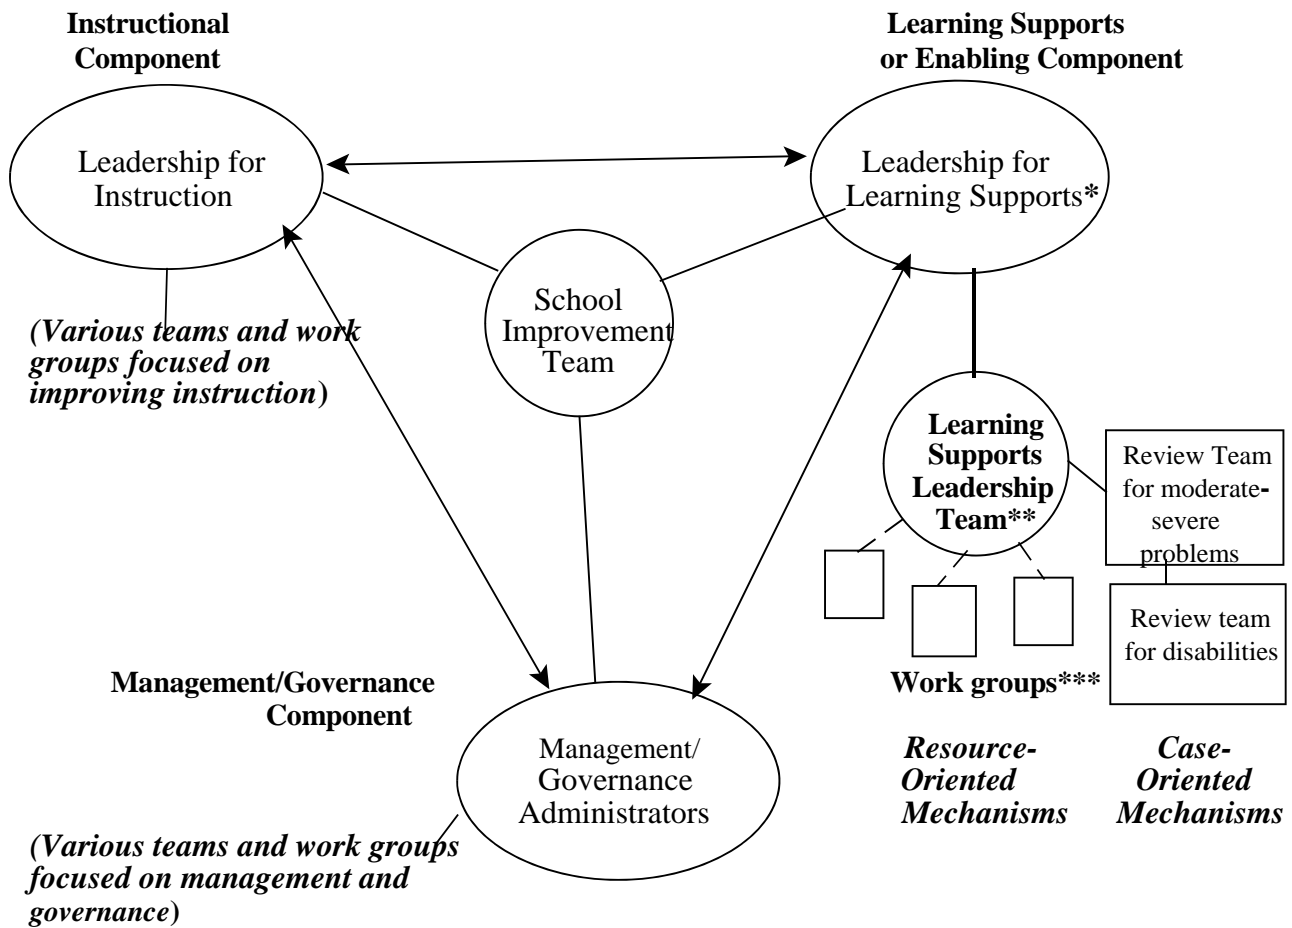 Instructional
Component
Learning Supports
or Enabling Component
Leadership for
Instruction
Leadership for
Learning Supports*
School
Improvement
Team
(Various teams and work
groups focused on
improving instruction)
Learning
Supports
Leadership
Team**
Review Team
for moderate-
severe
problems
Review team
for disabilities
Work groups***
Management/Governance
Component
Management/
Governance
Administrators
Resource-
Oriented
Mechanisms
Case-
Oriented
Mechanisms
(Various teams and work groups
focused on management and
governance)